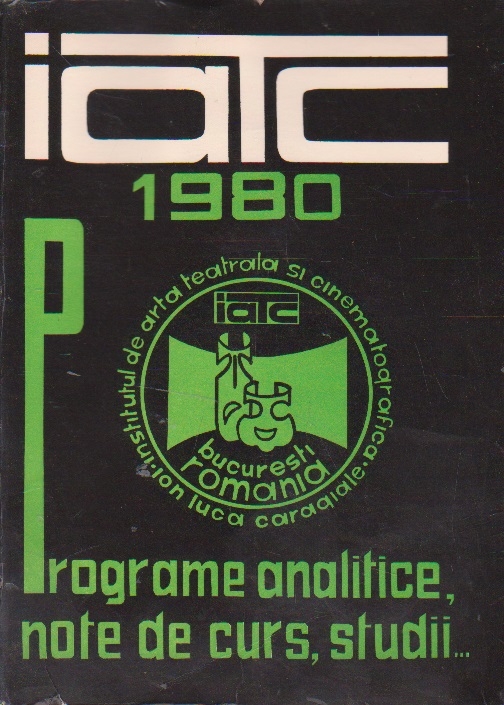 iatc
1980
institutul de arta teatrala si cinematografica • ion luca caragiale •
iatc
bucuresti
romania
Programe analitice,
note de curs, studii...